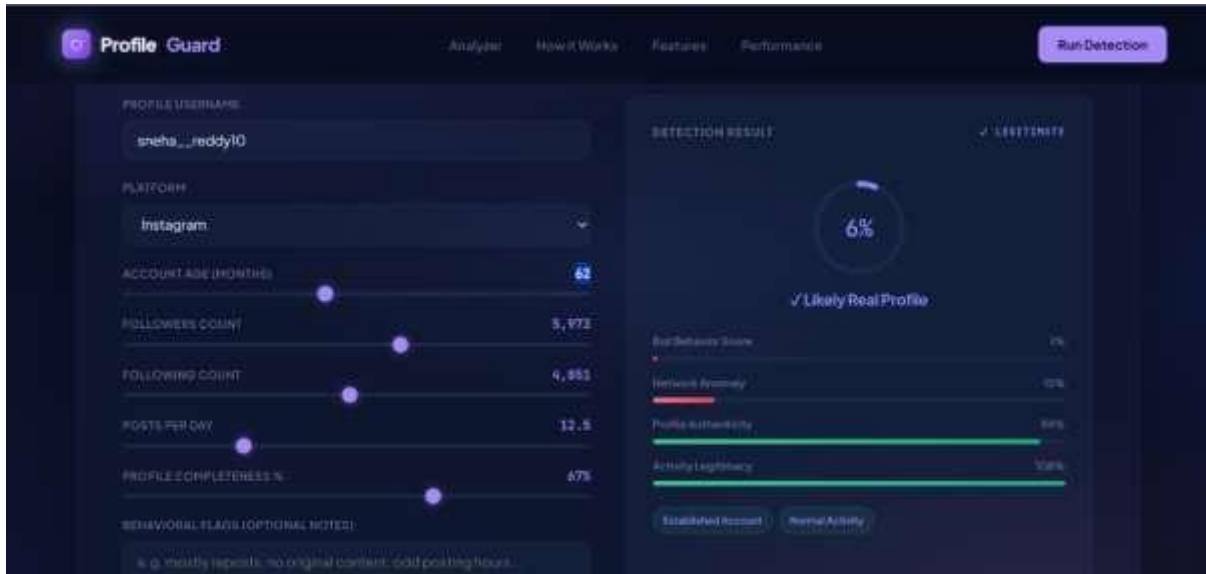 Profile Guard
Analyzer How it Works Features Performance
Run Detection
PROFILE USERNAME
sneha__reddy10
PLATFORM
Instagram
ACCOUNT AGE (MONTHS) 62
FOLLOWERS COUNT 5,972
FOLLOWING COUNT 4,851
POSTS PER DAY 12.5
PROFILE COMPLETENESS % 67%
BEHAVIORAL FLAGS (OPTIONAL NOTES)
e.g. mostly reposts, no original content, odd posting hours...
DETECTION RESULT ✓ LEGITIMATE
6%
✓ Likely Real Profile
Bot Behavior Score
Network Anomaly
Profile Authenticity
Activity Legitimacy
Established Account Normal Activity